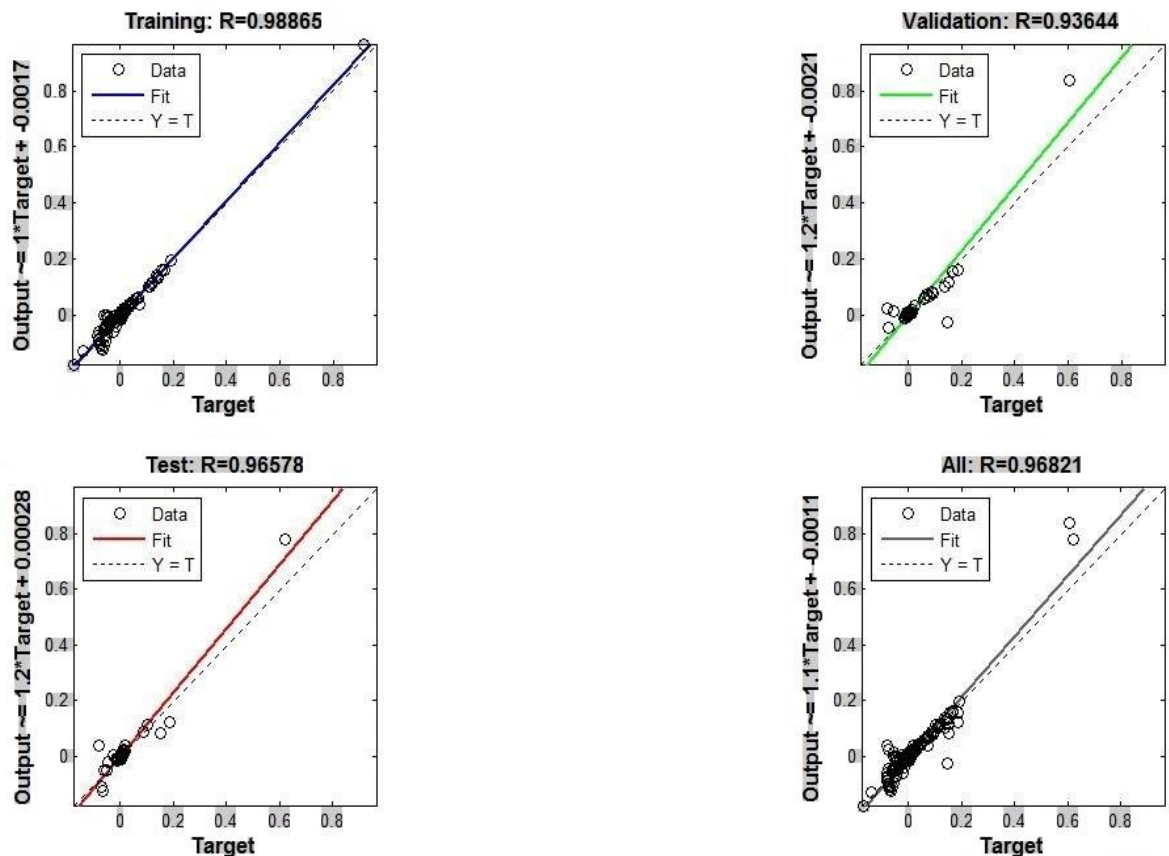 Training: R=0.98865
Output ~= 1*Target + -0.0017
Data
Fit
Y = T
0.8
0.6
0.4
0.2
0
0 0.2 0.4 0.6 0.8
Target
Validation: R=0.93644
Output ~= 1.2*Target + -0.0021
Data
Fit
Y = T
0.8
0.6
0.4
0.2
0
0 0.2 0.4 0.6 0.8
Target
Test: R=0.96578
Output ~= 1.2*Target + 0.00028
Data
Fit
Y = T
0.8
0.6
0.4
0.2
0
0 0.2 0.4 0.6 0.8
Target
All: R=0.96821
Output ~= 1.1*Target + -0.0011
Data
Fit
Y = T
0.8
0.6
0.4
0.2
0
0 0.2 0.4 0.6 0.8
Target